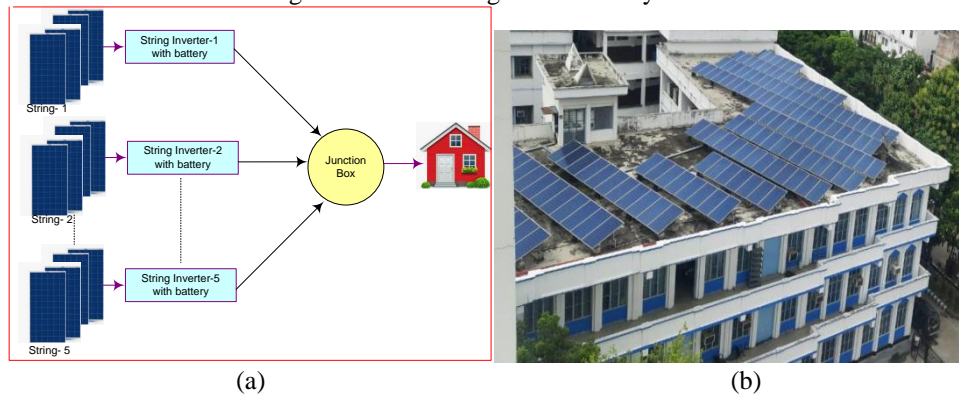 String Inverter-1
with battery
String- 1
String Inverter-2
with battery
Junction
Box
String- 2
String Inverter-5
with battery
String- 5
(a)
(b)